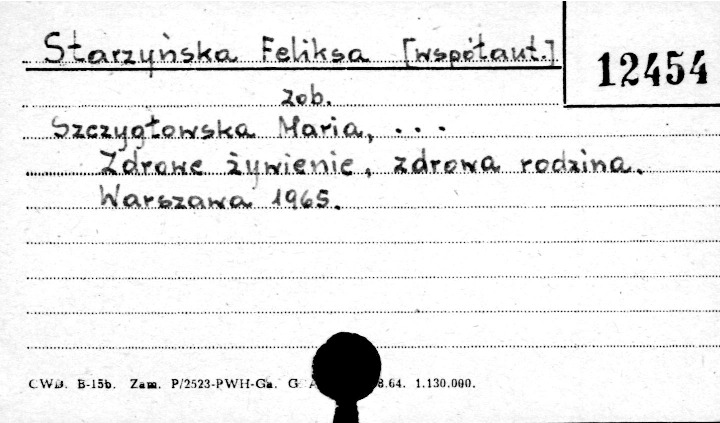 Starzyńska Feliksa [współaut.]
12454
zob.
Szczygłowska Maria, . . .
Zdrowe żywienie, zdrowa rodzina.
Warszawa 1965.
CWD. B-15b. Zam. P/2523-PWH-Ga. G 8.64. 1.130.000.